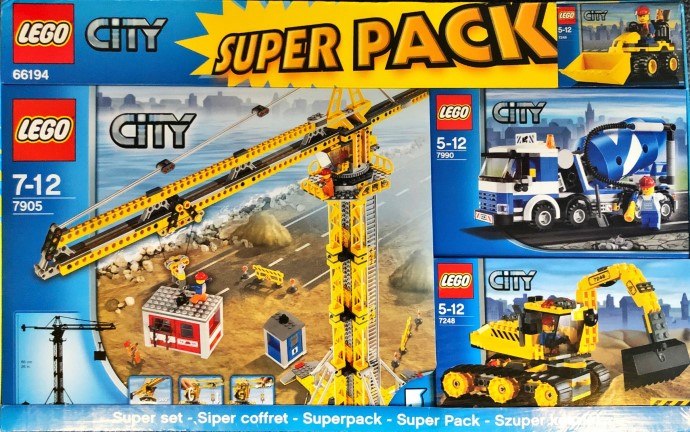 LEGO CITY SUPER PACK
66194
LEGO CITY
5-12
7246
LEGO CITY
7-12
7905
LEGO CITY
5-12
7990
LEGO CITY
5-12
7248
7248
Super set - Siper coffret - Superpack - Super Pack - Szuper